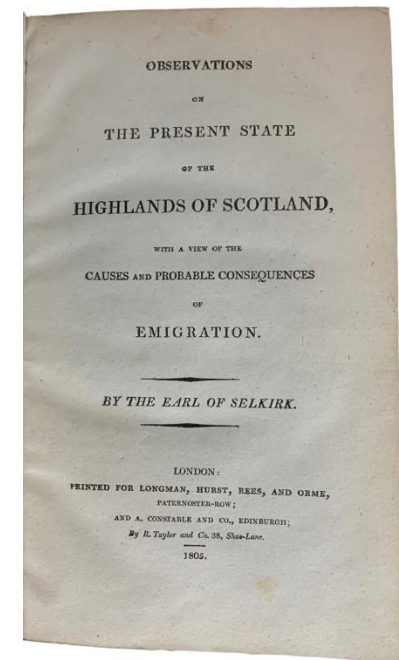 OBSERVATIONS
ON
THE PRESENT STATE
OF THE
HIGHLANDS OF SCOTLAND,
WITH A VIEW OF THE
CAUSES AND PROBABLE CONSEQUENCES
OF
EMIGRATION.
BY THE EARL OF SELKIRK.
LONDON:
PRINTED FOR LONGMAN, HURST, REES, AND ORME,
PATERNOSTER-ROW;
AND A. CONSTABLE AND CO., EDINBURGH;
By R. Taylor and Co. 38, Shoe-Lane.
1805.